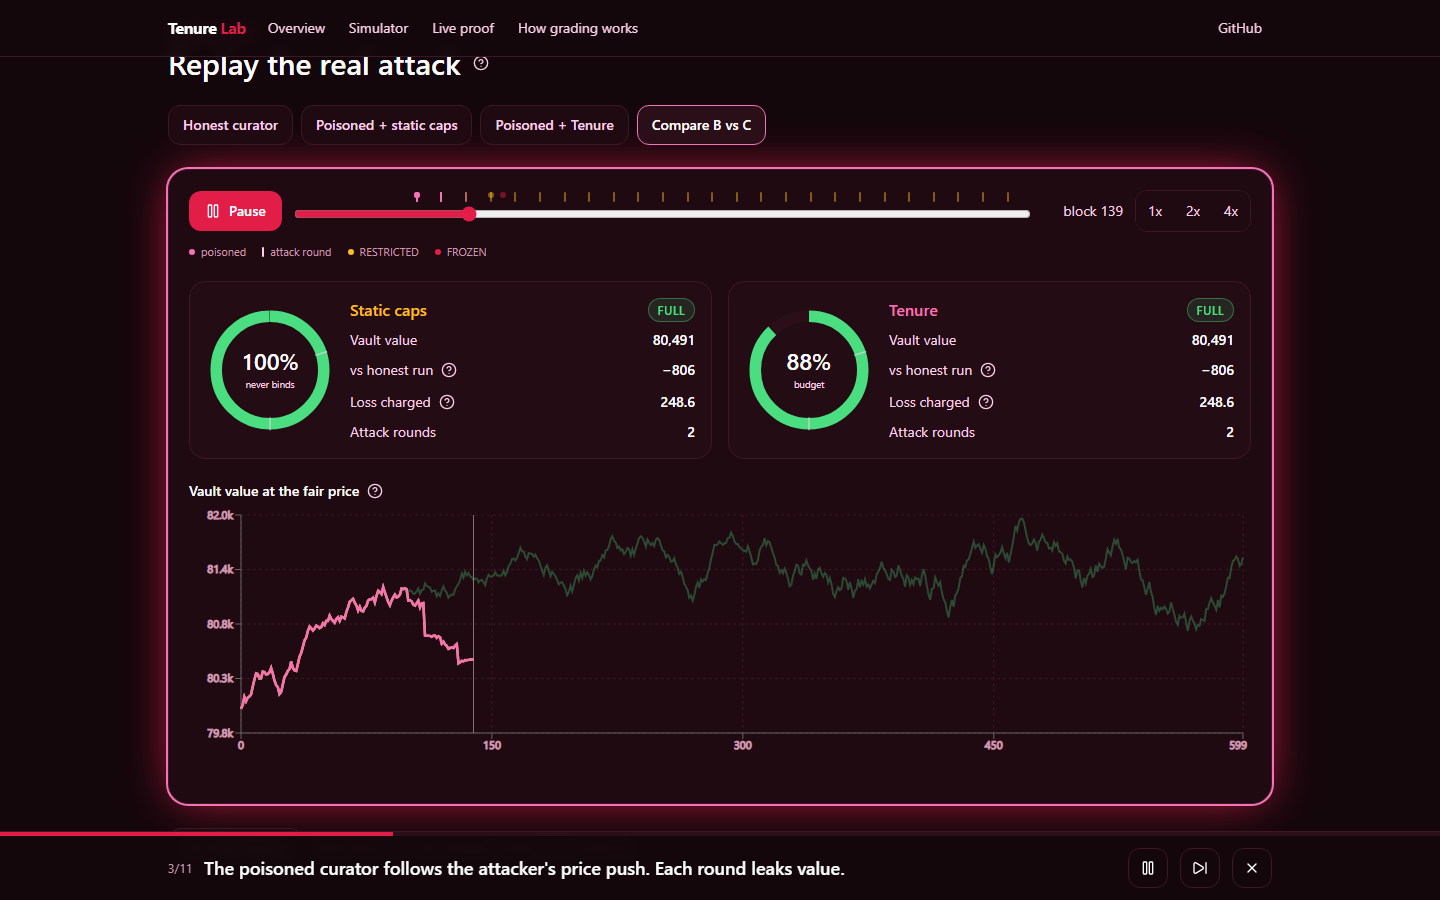 Tenure Lab Overview Simulator Live proof How grading works GitHub
Replay the real attack
Honest curator Poisoned + static caps Poisoned + Tenure Compare B vs C
Pause block 139 1x 2x 4x
poisoned attack round RESTRICTED FROZEN
Static caps FULL
100%
never binds
Vault value 80,491
vs honest run −806
Loss charged 248.6
Attack rounds 2
Tenure FULL
88%
budget
Vault value 80,491
vs honest run −806
Loss charged 248.6
Attack rounds 2
Vault value at the fair price
82.0k
81.4k
80.8k
80.3k
79.8k
0 150 300 450 599
3/11 The poisoned curator follows the attacker's price push. Each round leaks value.